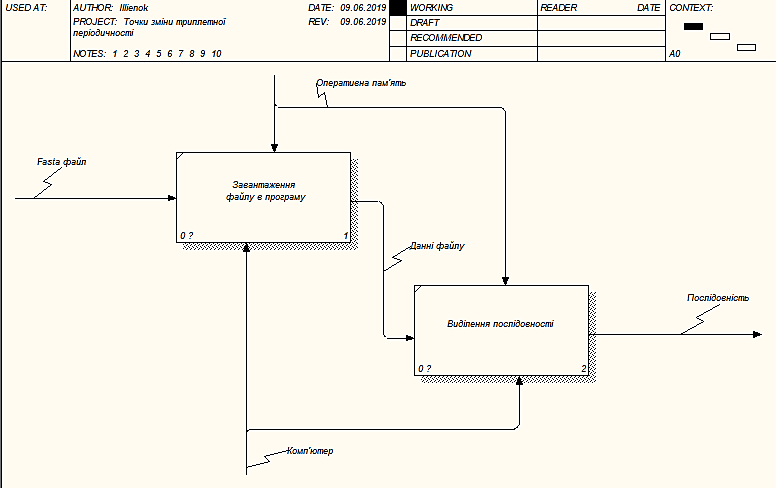 USED AT:
AUTHOR: Illienok
DATE: 09.06.2019
WORKING
READER
DATE
CONTEXT:
PROJECT: Точки зміни триплетної
періодичності
REV: 09.06.2019
DRAFT
RECOMMENDED
NOTES: 1 2 3 4 5 6 7 8 9 10
PUBLICATION
A0
Оперативна пам'ять
Fasta файл
Завантаження
файлу в програму
0 ?
1
Данні файлу
Послідовність
Виділення послідовності
0 ?
2
Комп'ютер